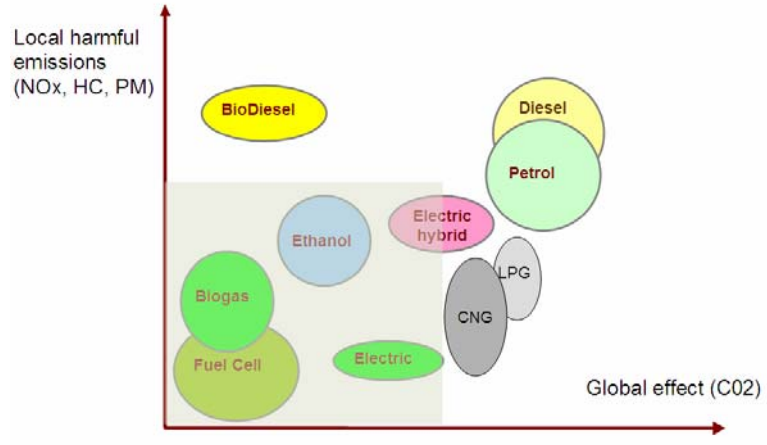 Local harmful
emissions
(NOx, HC, PM)
BioDiesel
Diesel
Petrol
Electric
hybrid
Ethanol
LPG
Biogas
CNG
Electric
Fuel Cell
Global effect (C02)